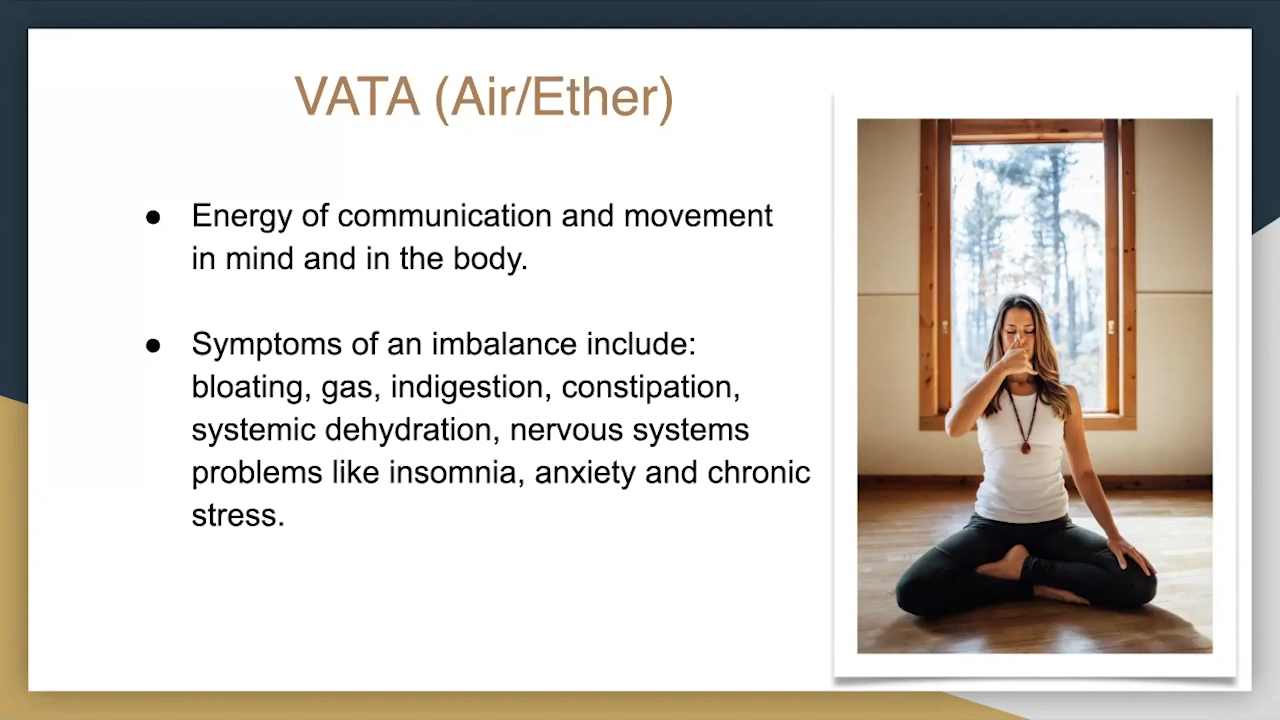 VATA (Air/Ether)
● Energy of communication and movement
in mind and in the body.
● Symptoms of an imbalance include:
bloating, gas, indigestion, constipation,
systemic dehydration, nervous systems
problems like insomnia, anxiety and chronic
stress.